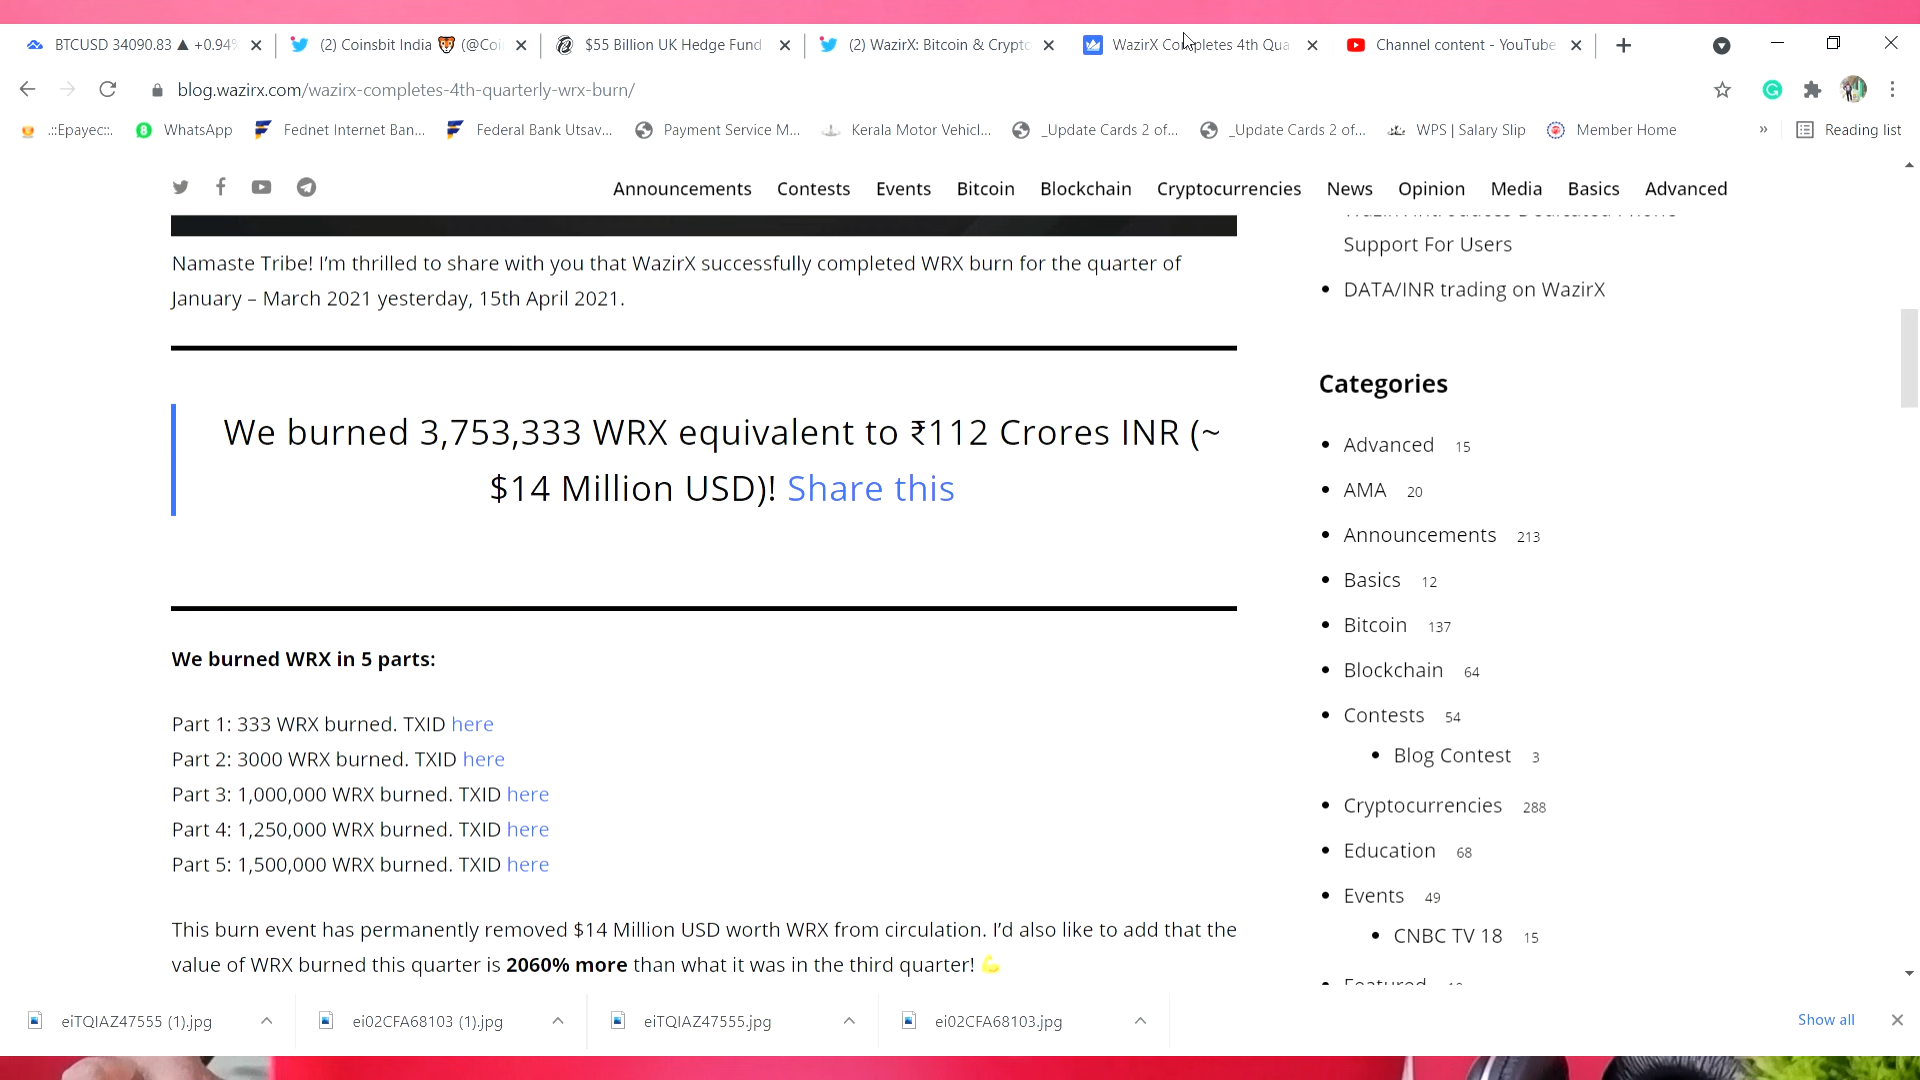 BTCUSD 34090.83 ▲ +0.94%
(2) Coinsbit India 🐯 (@Coi
$55 Billion UK Hedge Fund
(2) WazirX: Bitcoin & Crypto
WazirX Completes 4th Qua
Channel content - YouTube
blog.wazirx.com/wazirx-completes-4th-quarterly-wrx-burn/
.::Epayec::.
WhatsApp
Fednet Internet Ban...
Federal Bank Utsav...
Payment Service M...
Kerala Motor Vehicl...
_Update Cards 2 of...
_Update Cards 2 of...
WPS | Salary Slip
Member Home
»
Reading list
Announcements Contests Events Bitcoin Blockchain Cryptocurrencies News Opinion Media Basics Advanced
Namaste Tribe! I'm thrilled to share with you that WazirX successfully completed WRX burn for the quarter of
January – March 2021 yesterday, 15th April 2021.
We burned 3,753,333 WRX equivalent to ₹112 Crores INR (~
$14 Million USD)! Share this
We burned WRX in 5 parts:
Part 1: 333 WRX burned. TXID here
Part 2: 3000 WRX burned. TXID here
Part 3: 1,000,000 WRX burned. TXID here
Part 4: 1,250,000 WRX burned. TXID here
Part 5: 1,500,000 WRX burned. TXID here
This burn event has permanently removed $14 Million USD worth WRX from circulation. I'd also like to add that the
value of WRX burned this quarter is 2060% more than what it was in the third quarter! 💪
Support For Users
DATA/INR trading on WazirX
Categories
Advanced 15
AMA 20
Announcements 213
Basics 12
Bitcoin 137
Blockchain 64
Contests 54
Blog Contest 3
Cryptocurrencies 288
Education 68
Events 49
CNBC TV 18 15
eiTQIAZ47555 (1).jpg
ei02CFA68103 (1).jpg
eiTQIAZ47555.jpg
ei02CFA68103.jpg
Show all